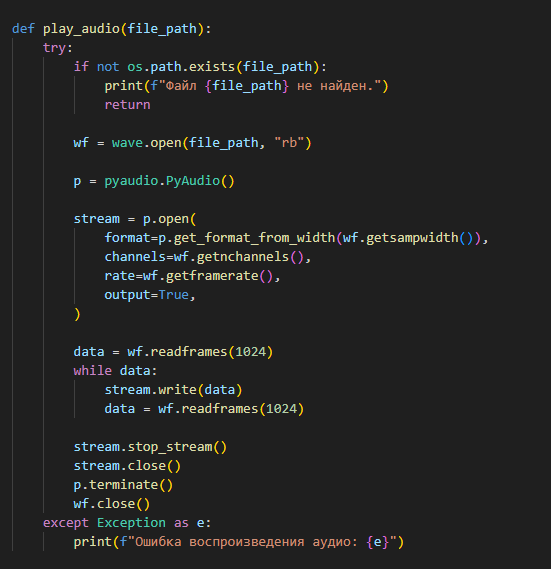 def play_audio(file_path):
    try:
        if not os.path.exists(file_path):
            print(f"Файл {file_path} не найден.")
            return

        wf = wave.open(file_path, "rb")

        p = pyaudio.PyAudio()

        stream = p.open(
            format=p.get_format_from_width(wf.getsampwidth()),
            channels=wf.getnchannels(),
            rate=wf.getframerate(),
            output=True,
        )

        data = wf.readframes(1024)
        while data:
            stream.write(data)
            data = wf.readframes(1024)

        stream.stop_stream()
        stream.close()
        p.terminate()
        wf.close()
    except Exception as e:
        print(f"Ошибка воспроизведения аудио: {e}")